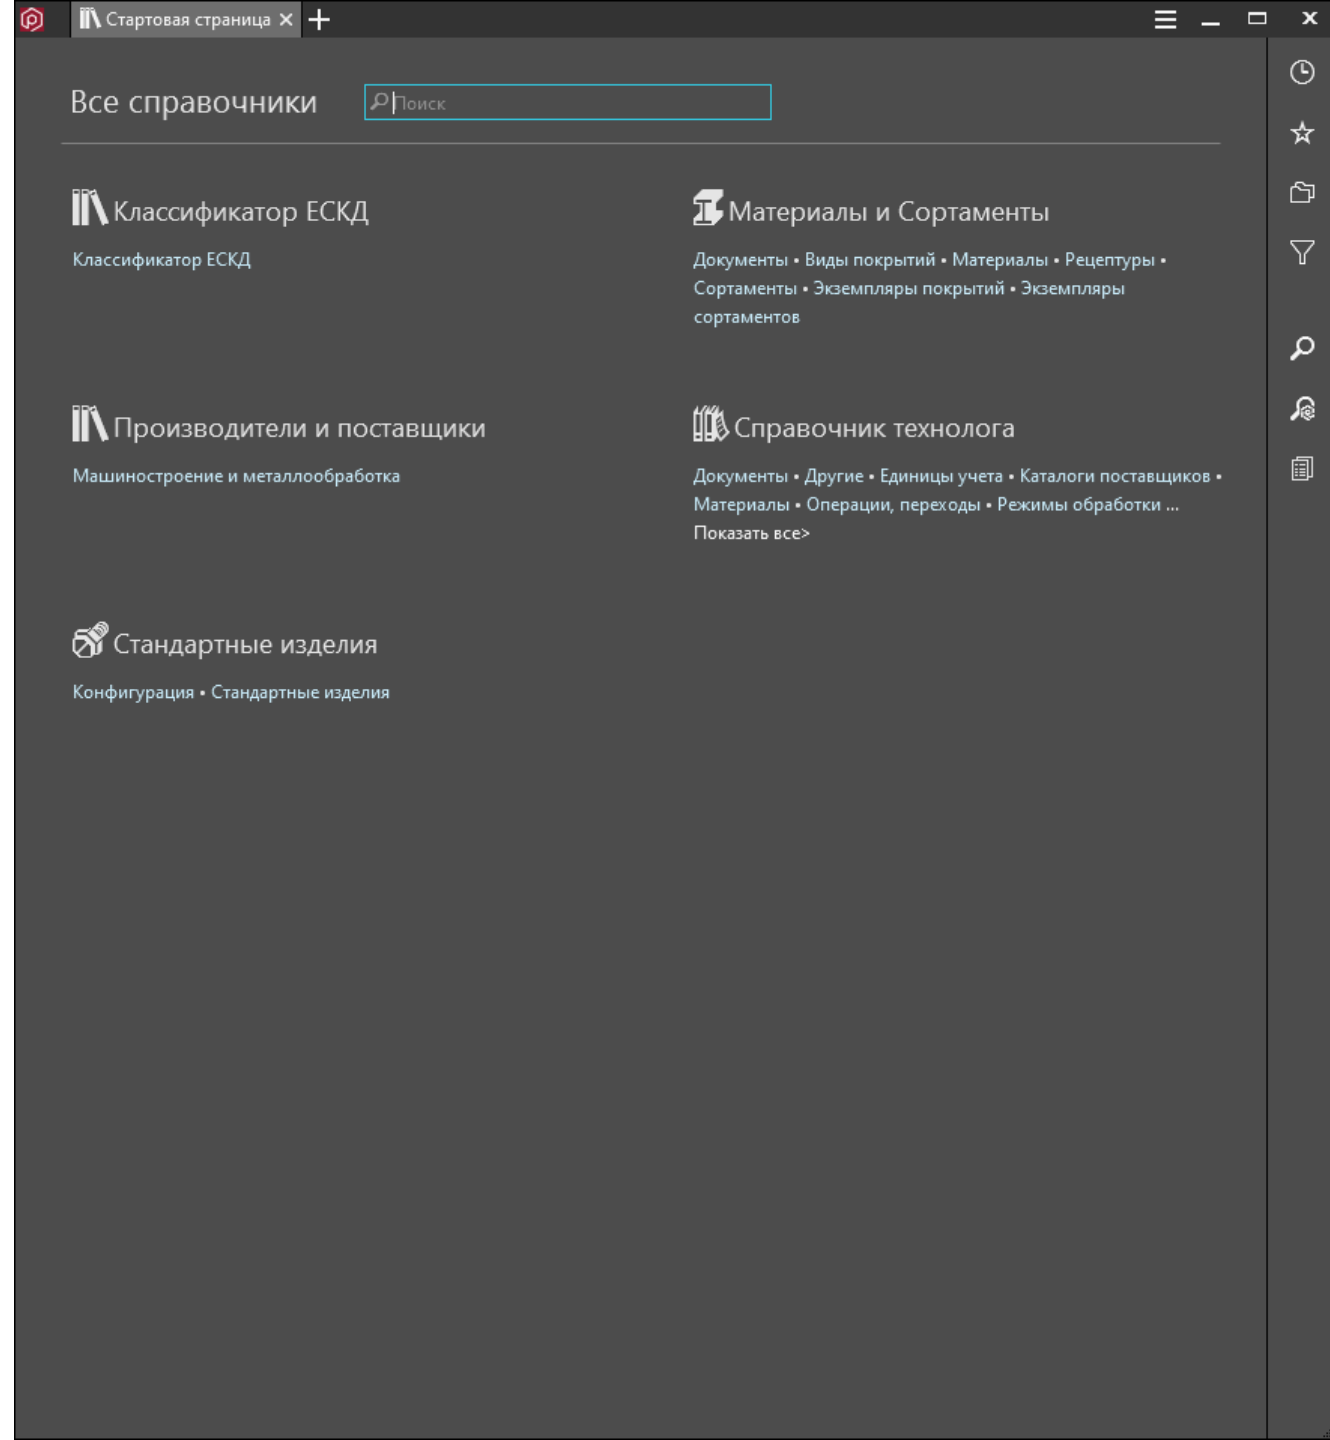 Стартовая страница
Все справочники
Поиск
Классификатор ЕСКД
Классификатор ЕСКД
Материалы и Сортаменты
Документы • Виды покрытий • Материалы • Рецептуры •
Сортаменты • Экземпляры покрытий • Экземпляры
сортаментов
Производители и поставщики
Машиностроение и металлообработка
Справочник технолога
Документы • Другие • Единицы учета • Каталоги поставщиков •
Материалы • Операции, переходы • Режимы обработки ...
Показать все>
Стандартные изделия
Конфигурация • Стандартные изделия